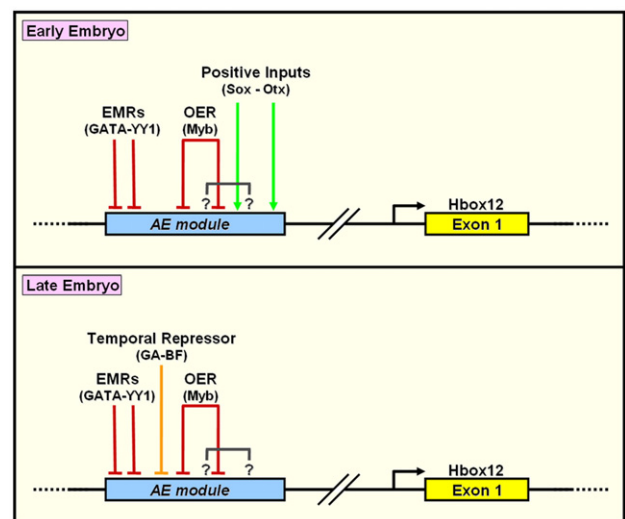 Early Embryo
Positive Inputs
(Sox - Otx)
EMRs
(GATA-YY1)
OER
(Myb)
? ?
Hbox12
AE module
Exon 1
Late Embryo
Temporal Repressor
(GA-BF)
EMRs
(GATA-YY1)
OER
(Myb)
? ?
Hbox12
AE module
Exon 1